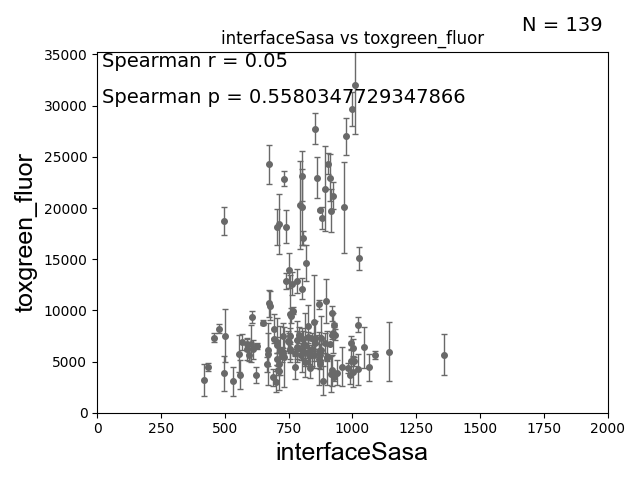 N = 139
interfaceSasa vs toxgreen_fluor
Spearman r = 0.05
Spearman p = 0.5580347729347866
35000
30000
25000
20000
15000
10000
5000
0
toxgreen_fluor
0 250 500 750 1000 1250 1500 1750 2000
interfaceSasa